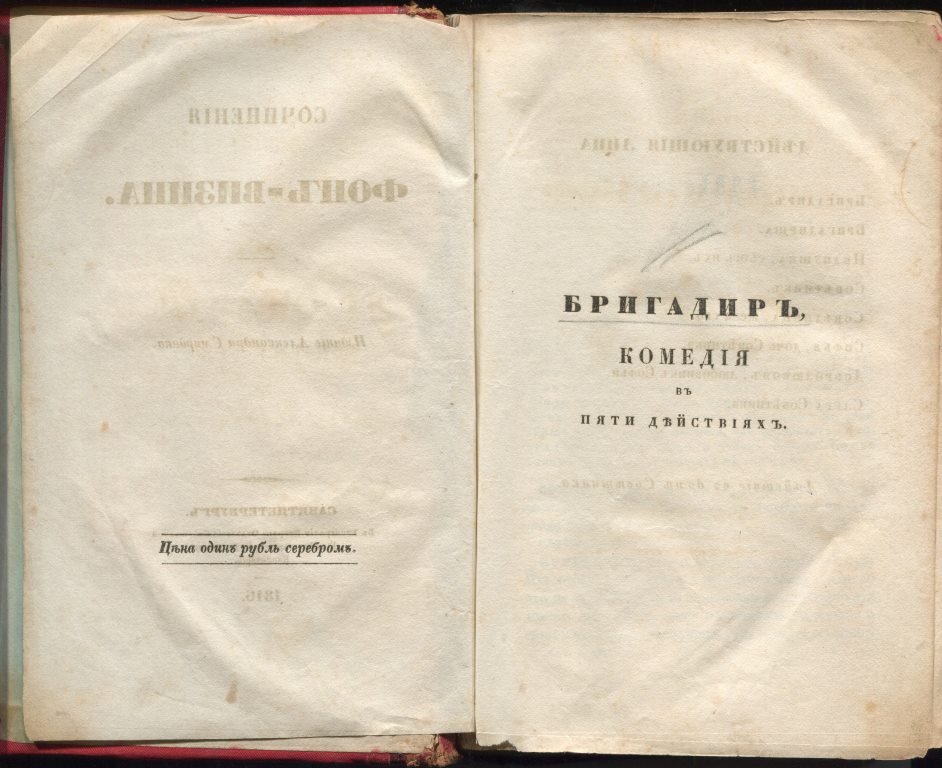 Цѣна одинъ рубль серебромъ.
БРИГАДИРЪ,
КОМЕДІЯ
ВЪ
ПЯТИ ДѢЙСТВІЯХЪ.